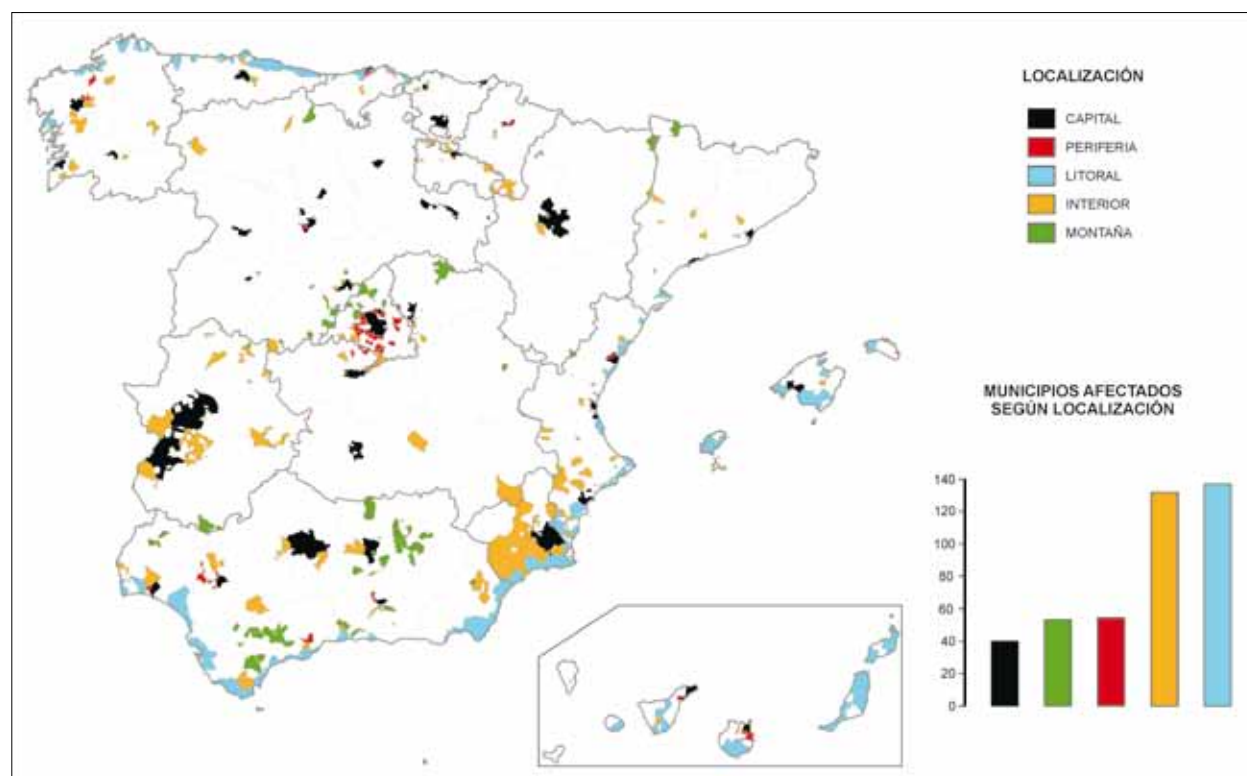 LOCALIZACIÓN
CAPITAL
PERIFERIA
LITORAL
INTERIOR
MONTAÑA
MUNICIPIOS AFECTADOS
SEGÚN LOCALIZACIÓN
140
120
100
80
60
40
20
0